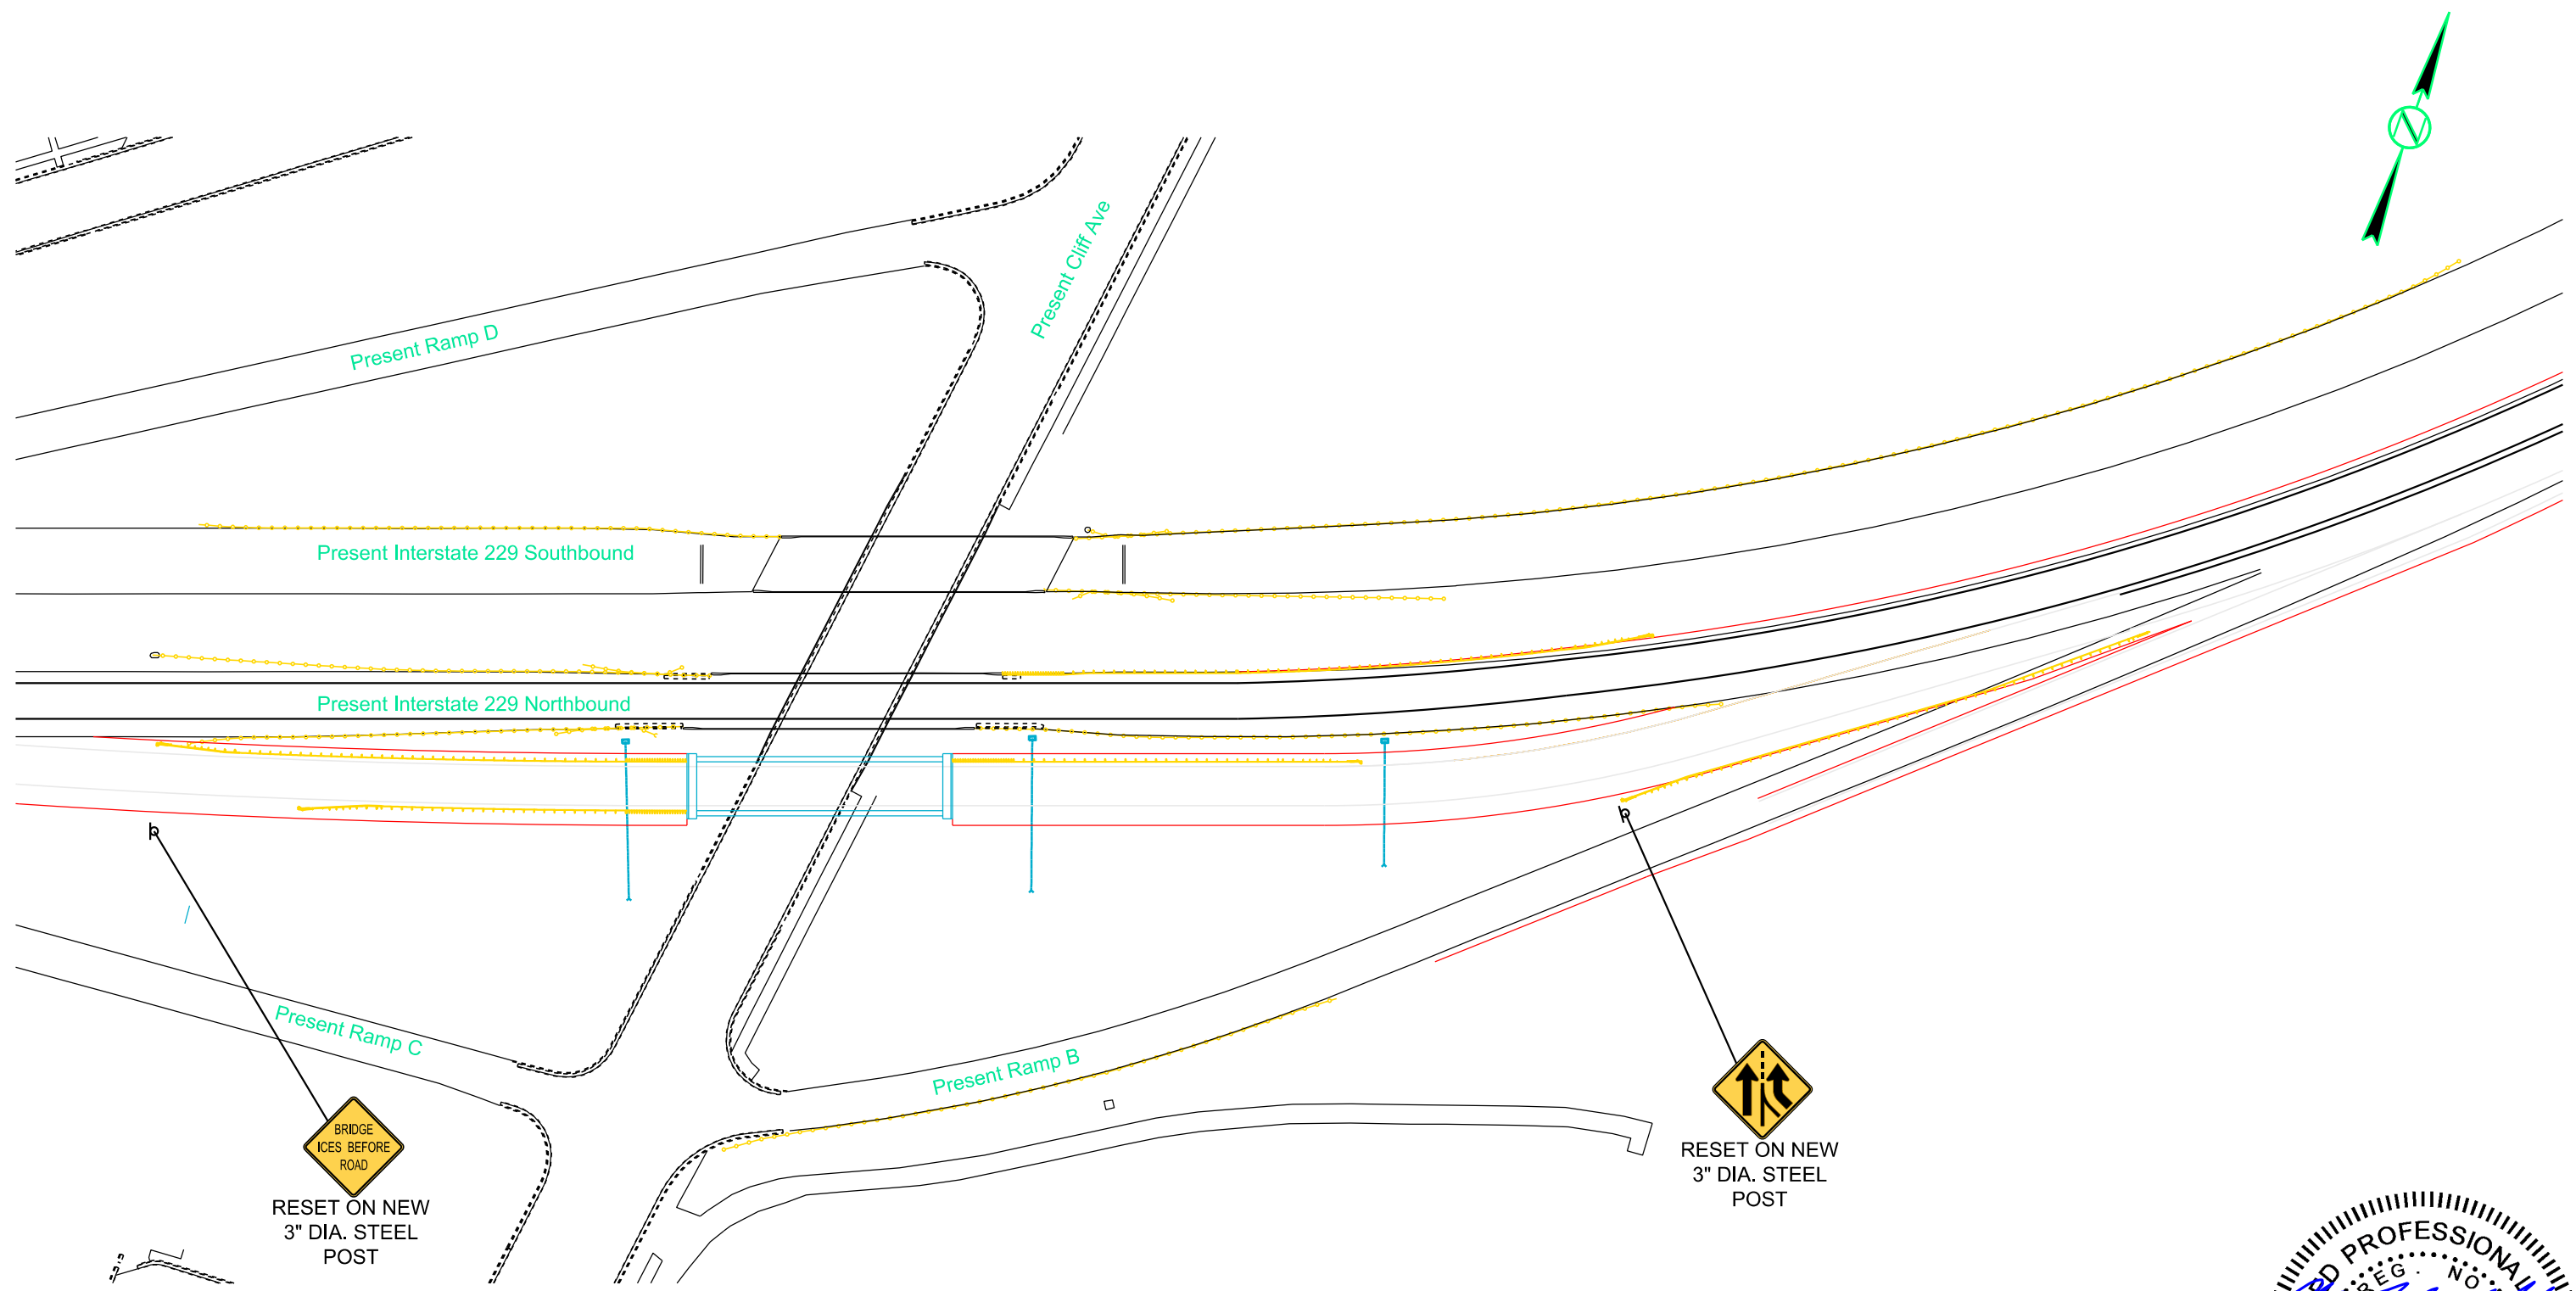 N
Present Cliff Ave
Present Ramp D
Present Interstate 229 Southbound
Present Interstate 229 Northbound
Present Ramp C
Present Ramp B
BRIDGE
ICES BEFORE
ROAD
RESET ON NEW
3" DIA. STEEL
POST
RESET ON NEW
3" DIA. STEEL
POST
PROFESSIONAL
REG. NO